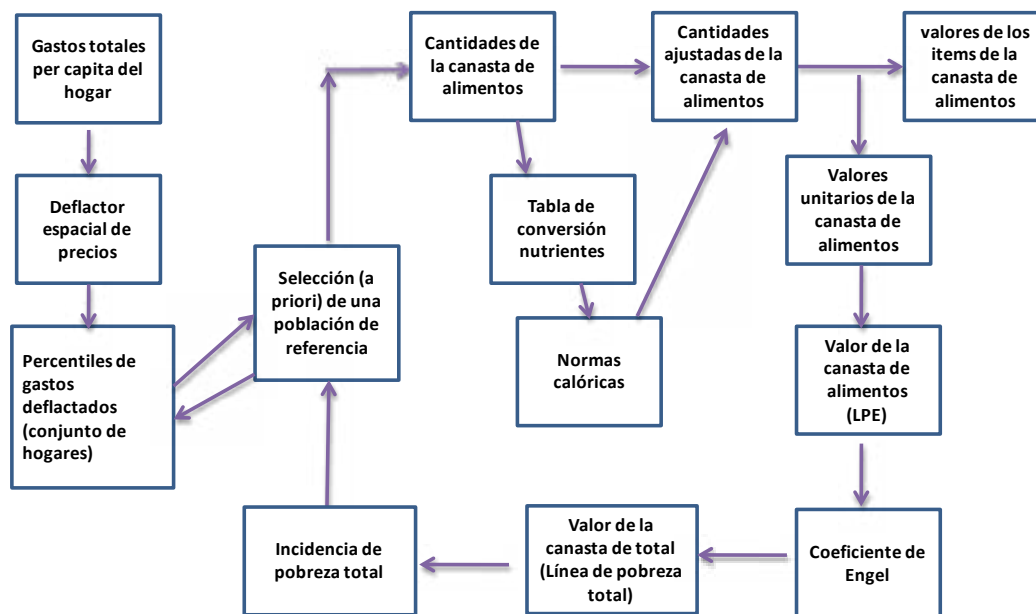 Gastos totales
per capita del
hogar
Deflactor
espacial de
precios
Percentiles de
gastos
deflactados
(conjunto de
hogares)
Selección (a
priori) de una
población de
referencia
Cantidades de
la canasta de
alimentos
Cantidades
ajustadas de la
canasta de
alimentos
valores de los
items de la
canasta de
alimentos
Tabla de
conversión
nutrientes
Normas
calóricas
Valores
unitarios de la
canasta de
alimentos
Valor de la
canasta de
alimentos
(LPE)
Coeficiente de
Engel
Valor de la
canasta de total
(Línea de pobreza
total)
Incidencia de
pobreza total